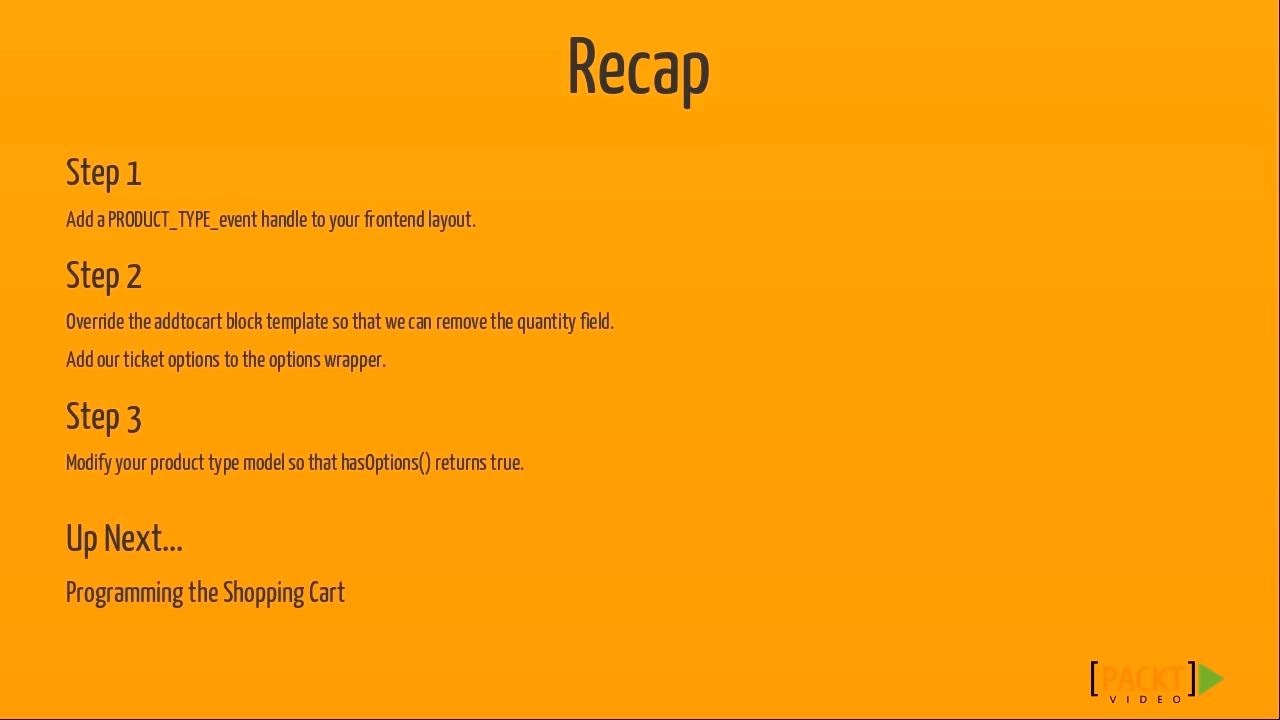 Recap
Step 1
Add a PRODUCT_TYPE_event handle to your frontend layout.
Step 2
Override the addtocart block template so that we can remove the quantity field.
Add our ticket options to the options wrapper.
Step 3
Modify your product type model so that hasOptions() returns true.
Up Next...
Programming the Shopping Cart
[PACKT]
VIDEO